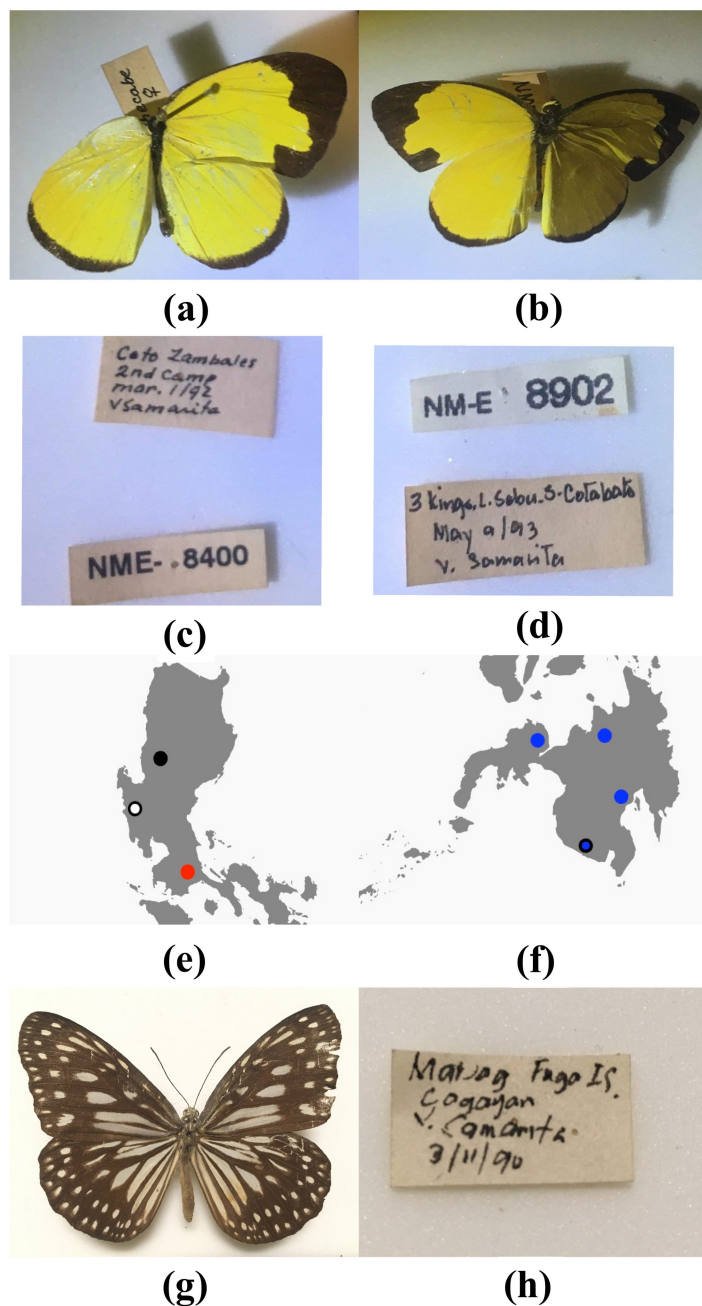 hecabe
♀
(a)
(b)
Coto Zambales
2nd Camp
mar. 1/92
V Samarita
NME- 8400
(c)
NM-E 8902
3 Kings, L. Sebu. S. Cotabato
May 9/93
V. Samarita
(d)
(e)
(f)
(g)
Fuga Is.
Cagayan
V. Samarita
3/11/90
(h)